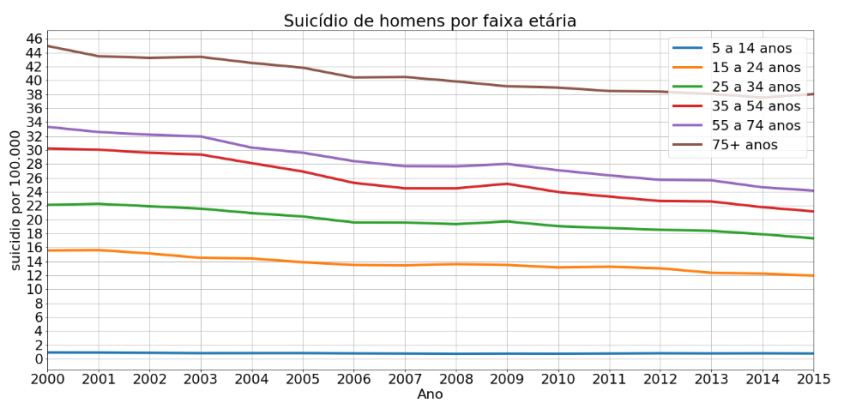 Suicídio de homens por faixa etária
suicidio por 100.000
46
44
42
40
38
36
34
32
30
28
26
24
22
20
18
16
14
12
10
8
6
4
2
0
5 a 14 anos
15 a 24 anos
25 a 34 anos
35 a 54 anos
55 a 74 anos
75+ anos
2000 2001 2002 2003 2004 2005 2006 2007 2008 2009 2010 2011 2012 2013 2014 2015
Ano